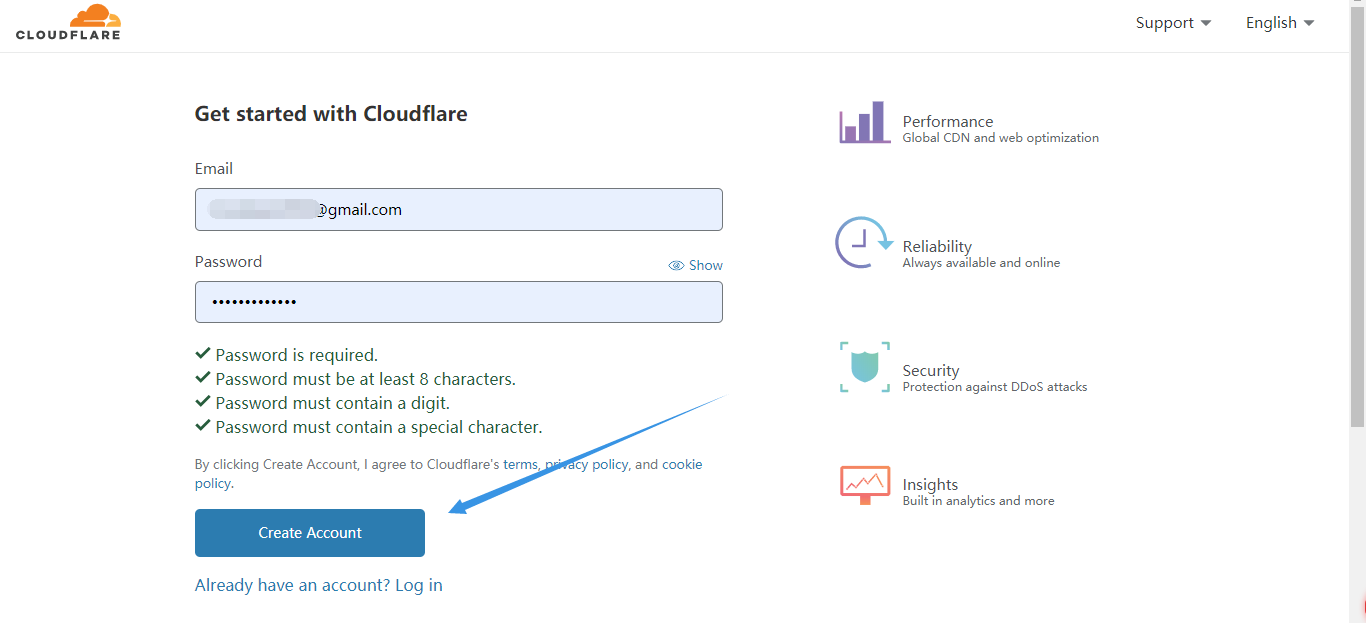 CLOUDFLARE
Support
English
Get started with Cloudflare
Email
@gmail.com
Password
Show
•••••••••••••
Password is required.
Password must be at least 8 characters.
Password must contain a digit.
Password must contain a special character.
By clicking Create Account, I agree to Cloudflare's terms, privacy policy, and cookie
policy.
Create Account
Already have an account? Log in
Performance
Global CDN and web optimization
Reliability
Always available and online
Security
Protection against DDoS attacks
Insights
Built in analytics and more